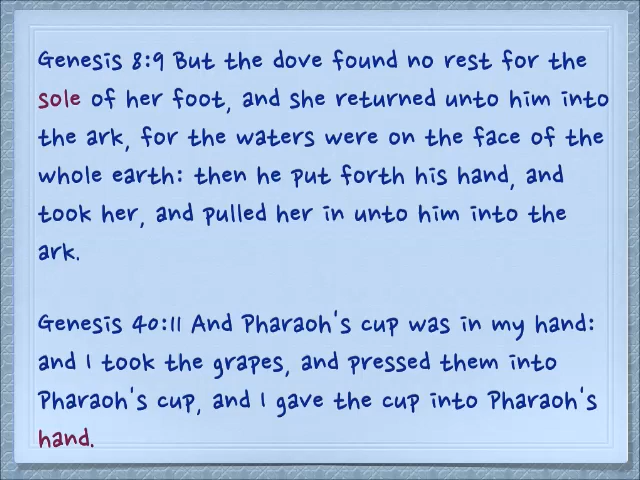 Genesis 8:9 But the dove found no rest for the
sole of her foot, and she returned unto him into
the ark, for the waters were on the face of the
whole earth: then he put forth his hand, and
took her, and pulled her in unto him into the
ark.
Genesis 40:11 And Pharaoh's cup was in my hand:
and I took the grapes, and pressed them into
Pharaoh's cup, and I gave the cup into Pharaoh's
hand.